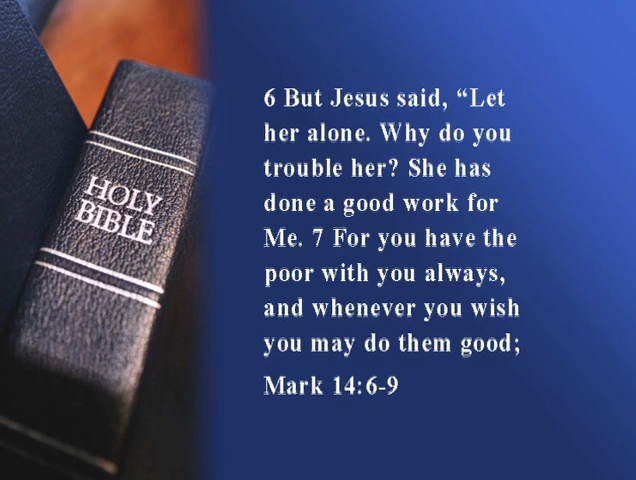 HOLY
BIBLE
6 But Jesus said, “Let
her alone. Why do you
trouble her? She has
done a good work for
Me. 7 For you have the
poor with you always,
and whenever you wish
you may do them good;
Mark 14:6-9